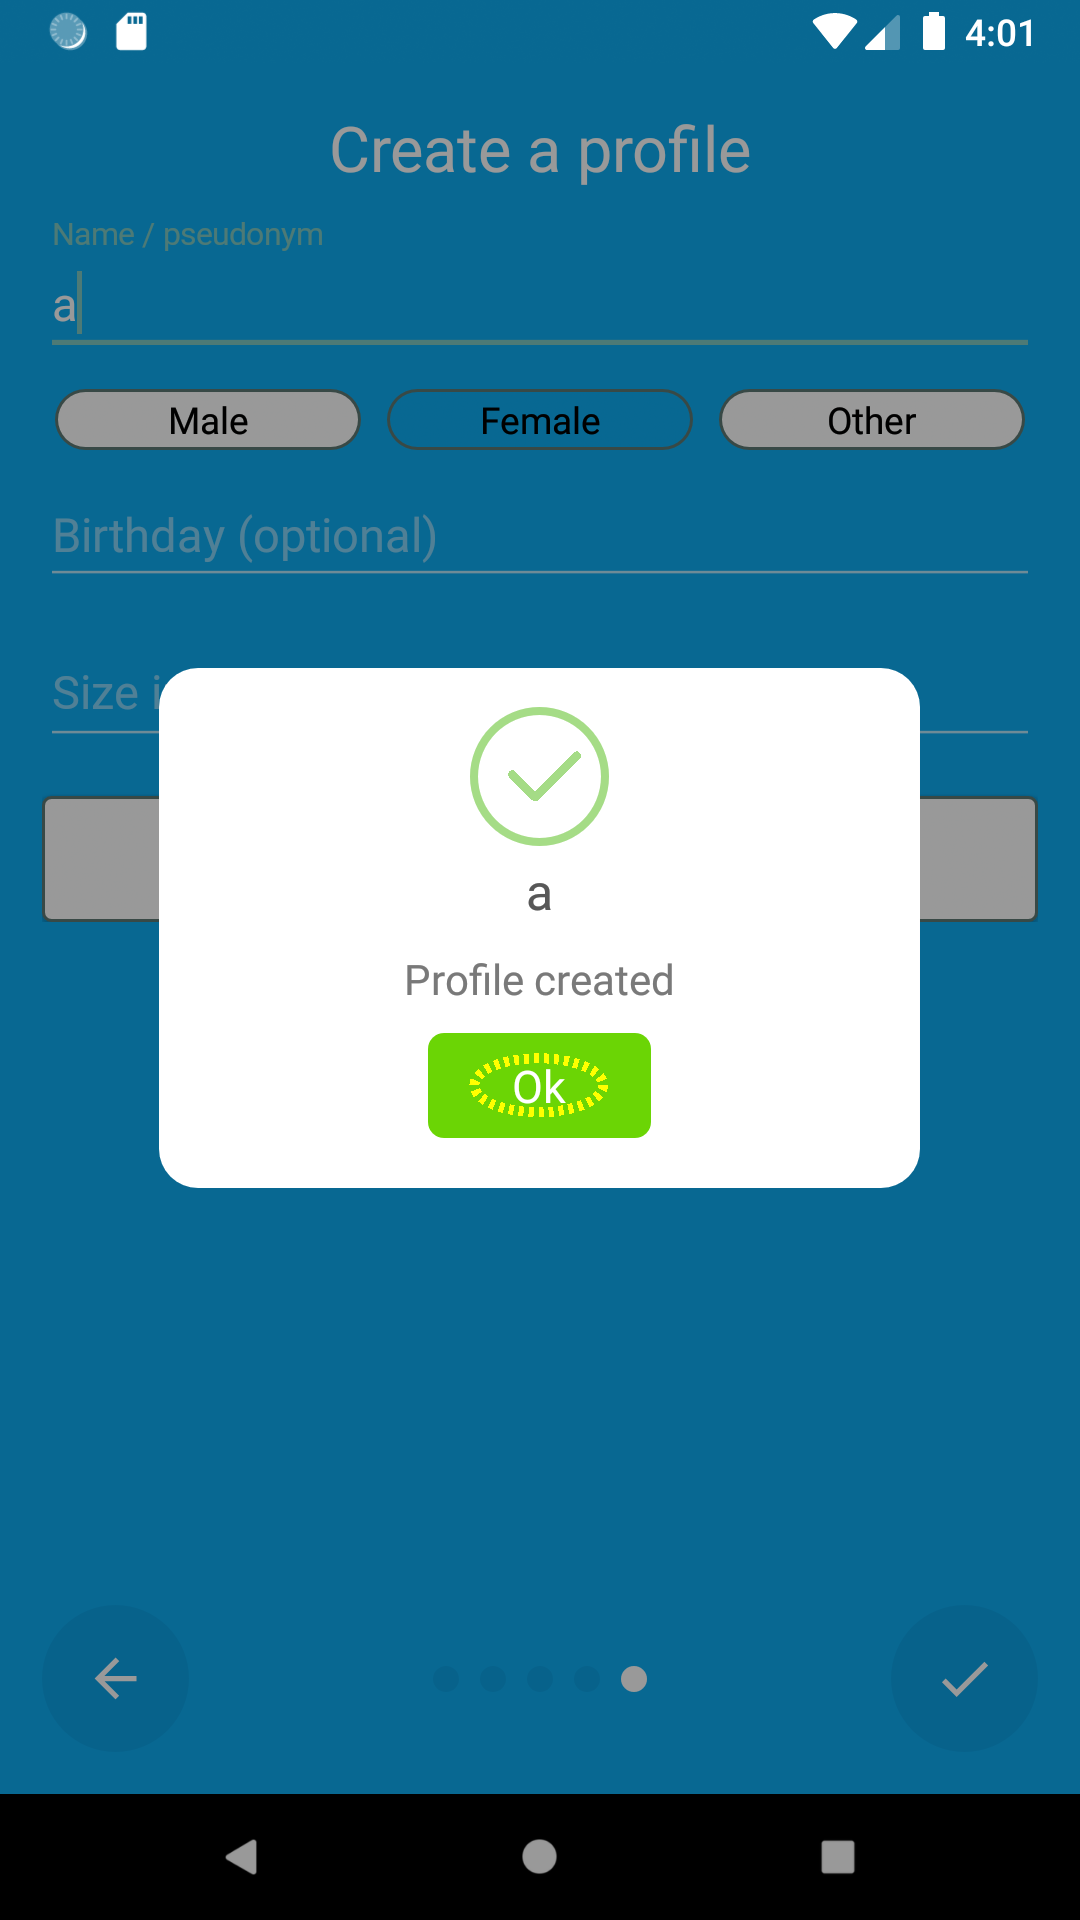 4:01
Create a profile
Name / pseudonym
a
Male Female Other
Birthday (optional)
Size i
a
Profile created
Ok